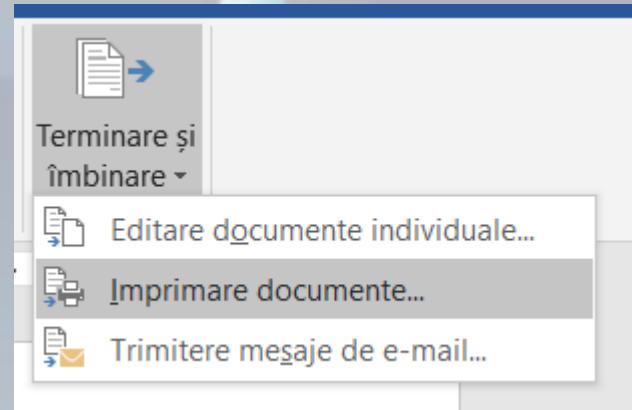 Terminare și
îmbinare
Editare documente individuale...
Imprimare documente...
Trimitere mesaje de e-mail...